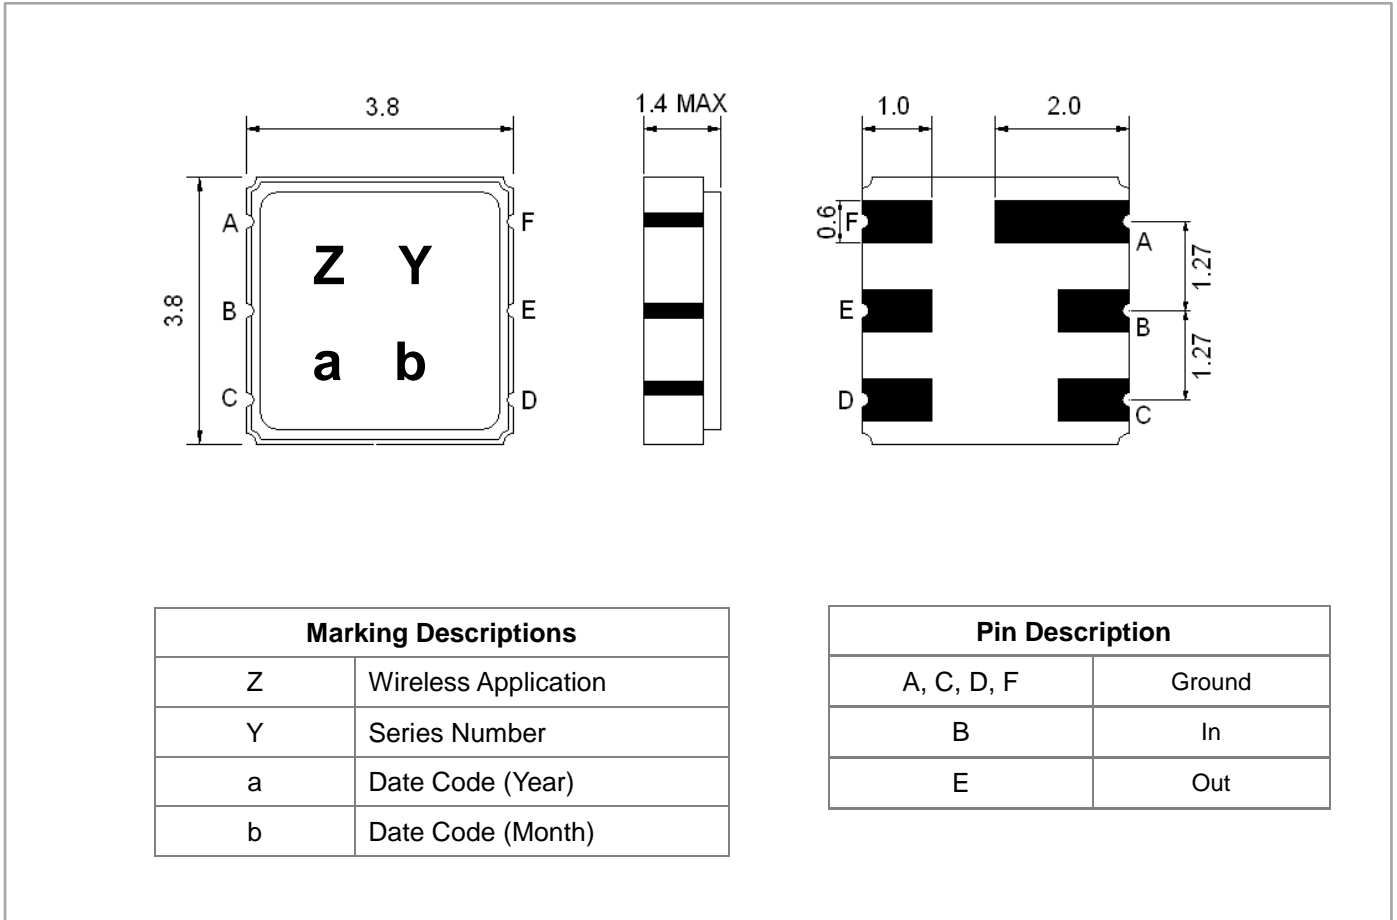 3.8
1.4 MAX
1.0
2.0
3.8
A
B
C
F
E
D
Z Y
a b
0.6
F
E
D
A
B
C
1.27
1.27
Marking Descriptions
Z Wireless Application
Y Series Number
a Date Code (Year)
b Date Code (Month)
Pin Description
A, C, D, F Ground
B In
E Out